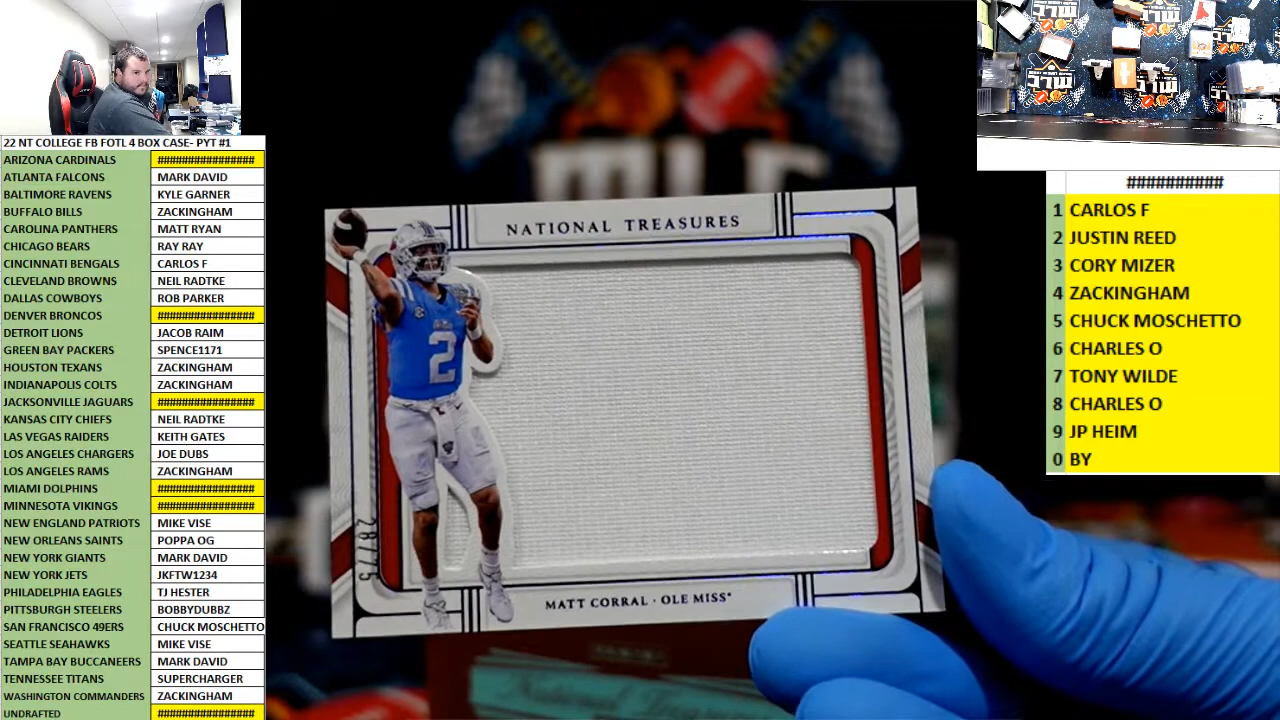 22 NT COLLEGE FB FOTL 4 BOX CASE- PYT #1
ARIZONA CARDINALS ################
ATLANTA FALCONS MARK DAVID
BALTIMORE RAVENS KYLE GARNER
BUFFALO BILLS ZACKINGHAM
CAROLINA PANTHERS MATT RYAN
CHICAGO BEARS RAY RAY
CINCINNATI BENGALS CARLOS F
CLEVELAND BROWNS NEIL RADTKE
DALLAS COWBOYS ROB PARKER
DENVER BRONCOS ################
DETROIT LIONS JACOB RAIM
GREEN BAY PACKERS SPENCE1171
HOUSTON TEXANS ZACKINGHAM
INDIANAPOLIS COLTS ZACKINGHAM
JACKSONVILLE JAGUARS ################
KANSAS CITY CHIEFS NEIL RADTKE
LAS VEGAS RAIDERS KEITH GATES
LOS ANGELES CHARGERS JOE DUBS
LOS ANGELES RAMS ZACKINGHAM
MIAMI DOLPHINS ################
MINNESOTA VIKINGS ################
NEW ENGLAND PATRIOTS MIKE VISE
NEW ORLEANS SAINTS POPPA OG
NEW YORK GIANTS MARK DAVID
NEW YORK JETS JKFTW1234
PHILADELPHIA EAGLES TJ HESTER
PITTSBURGH STEELERS BOBBYDUBBZ
SAN FRANCISCO 49ERS CHUCK MOSCHETTO
SEATTLE SEAHAWKS MIKE VISE
TAMPA BAY BUCCANEERS MARK DAVID
TENNESSEE TITANS SUPERCHARGER
WASHINGTON COMMANDERS ZACKINGHAM
UNDRAFTED ################
NATIONAL TREASURES
2
28/75
MATT CORRAL · OLE MISS
##########
1 CARLOS F
2 JUSTIN REED
3 CORY MIZER
4 ZACKINGHAM
5 CHUCK MOSCHETTO
6 CHARLES O
7 TONY WILDE
8 CHARLES O
9 JP HEIM
0 BY